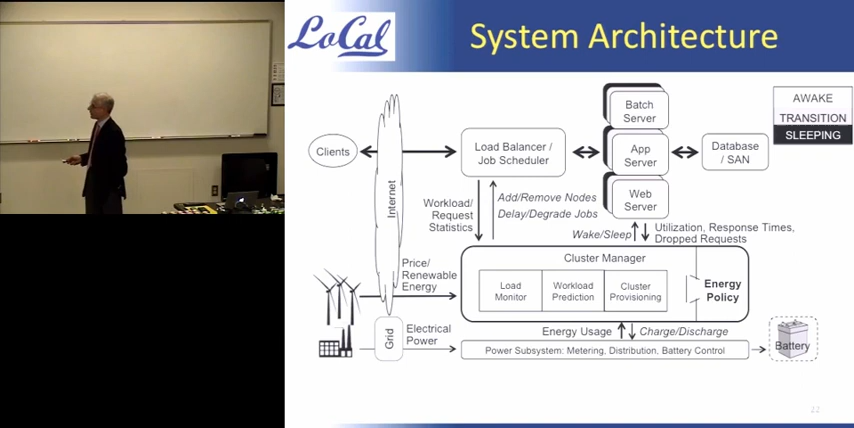 LoCal
System Architecture
AWAKE
TRANSITION
SLEEPING
Clients
Internet
Load Balancer /
Job Scheduler
Batch
Server
App
Server
Web
Server
Database
/ SAN
Workload/
Request
Statistics
Add/Remove Nodes
Delay/Degrade Jobs
Wake/Sleep
Utilization, Response Times,
Dropped Requests
Price/
Renewable
Energy
Cluster Manager
Load
Monitor
Workload
Prediction
Cluster
Provisioning
Energy
Policy
Grid
Electrical
Power
Energy Usage
Charge/Discharge
Power Subsystem: Metering, Distribution, Battery Control
Battery
22